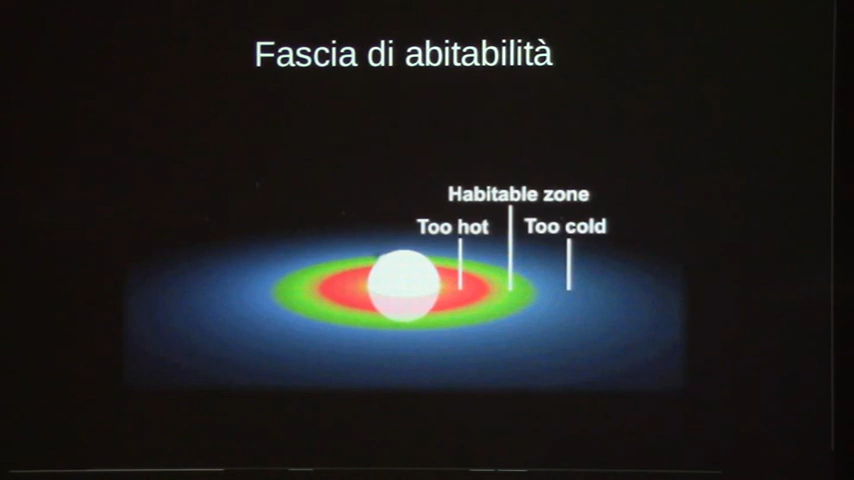 Fascia di abitabilità
Habitable zone
Too hot
Too cold